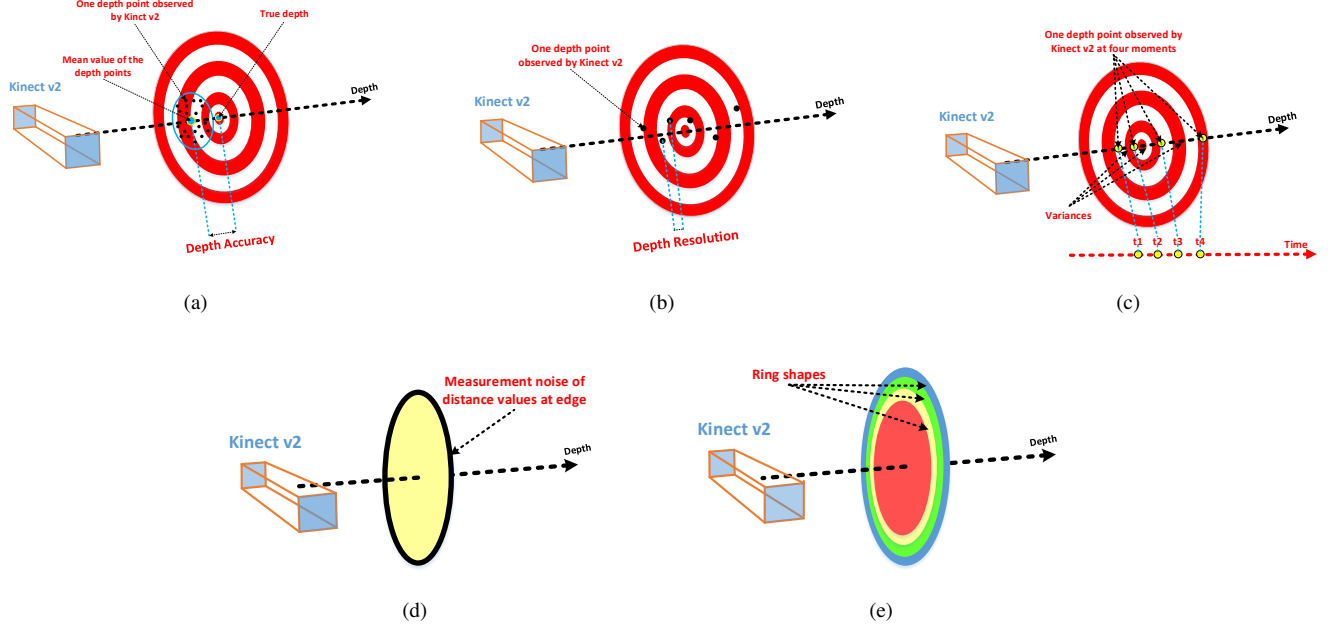 One depth point observed
by Kinct v2
True depth
Mean value of the
depth points
Kinect v2
Depth
Depth Accuracy
(a)
One depth point
observed by Kinect v2
Kinect v2
Depth
Depth Resolution
(b)
One depth point observed by
Kinect v2 at four moments
Kinect v2
Depth
Variances
t1 t2 t3 t4
Time
(c)
Measurement noise of
distance values at edge
Kinect v2
Depth
(d)
Ring shapes
Kinect v2
Depth
(e)